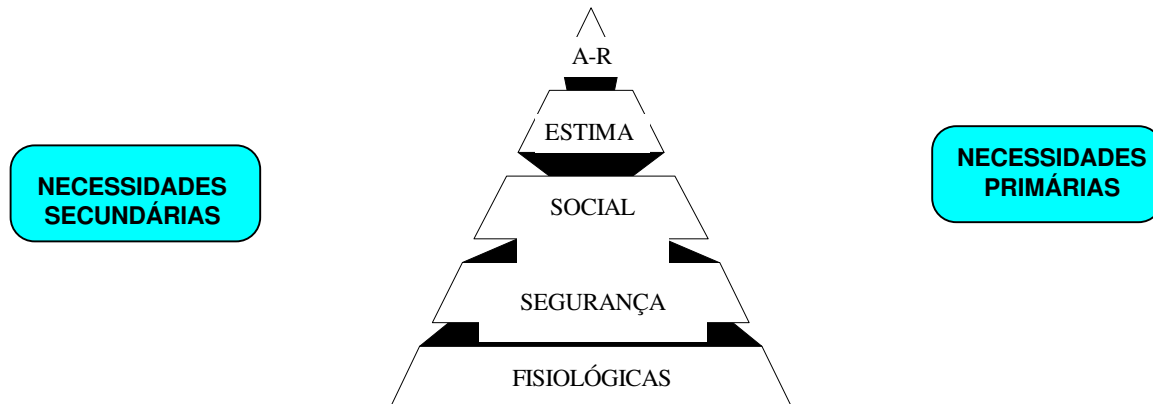 A-R
ESTIMA
NECESSIDADES
SECUNDÁRIAS
NECESSIDADES
PRIMÁRIAS
SOCIAL
SEGURANÇA
FISIOLÓGICAS